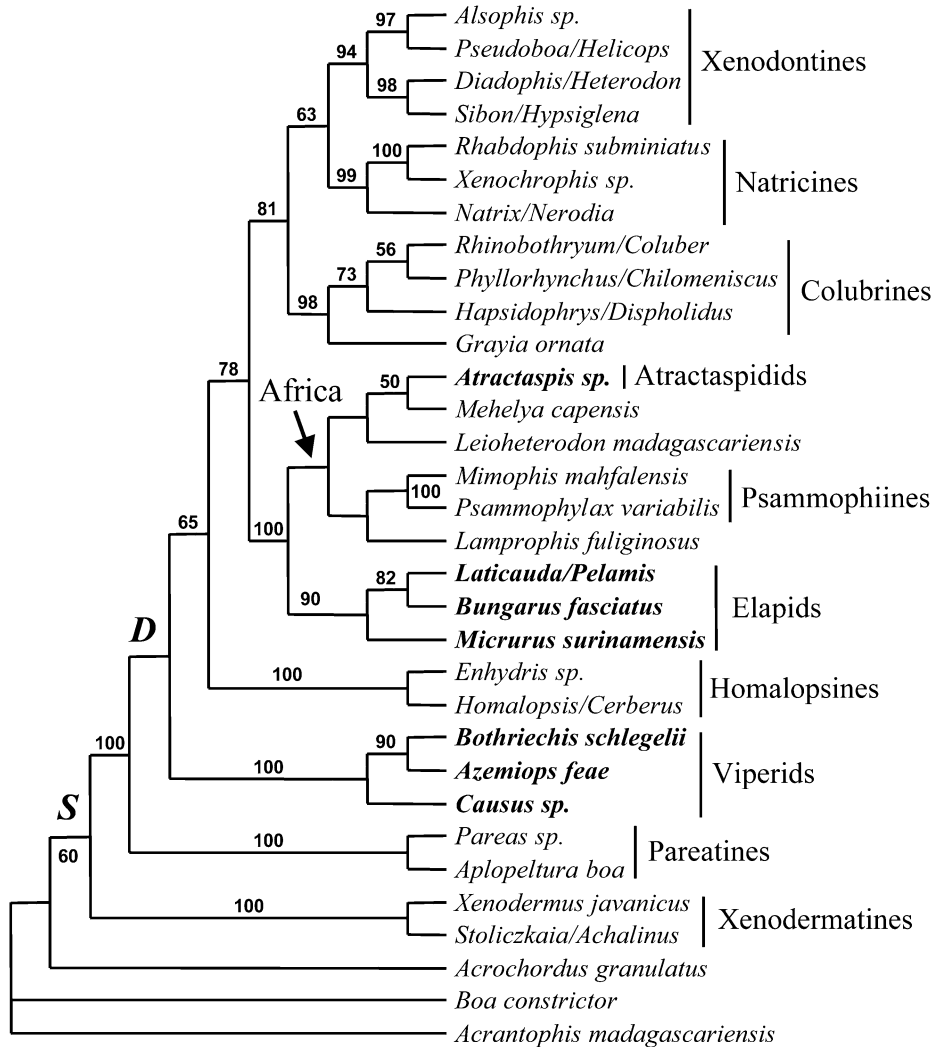 97
Alsophis sp.
Pseudoboa/Helicops
94
98
Diadophis/Heterodon
Sibon/Hypsiglena
Xenodontines
63
100
Rhabdophis subminiatus
99
Xenochrophis sp.
Natrix/Nerodia
Natricines
81
56
Rhinobothryum/Coluber
73
Phyllorhynchus/Chilomeniscus
98
Hapsidophrys/Dispholidus
Grayia ornata
Colubrines
78
Africa
50
Atractaspis sp.
Atractaspidids
Mehelya capensis
Leioheterodon madagascariensis
Mimophis mahfalensis
100
Psammophylax variabilis
Psammophiines
65
100
Lamprophis fuliginosus
82
Laticauda/Pelamis
90
Bungarus fasciatus
Micrurus surinamensis
Elapids
D
100
Enhydris sp.
Homalopsis/Cerberus
Homalopsines
100
90
Bothriechis schlegelii
100
Azemiops feae
Causus sp.
Viperids
S
60
100
Pareas sp.
Aplopeltura boa
Pareatines
100
Xenodermus javanicus
Stoliczkaia/Achalinus
Xenodermatines
Acrochordus granulatus
Boa constrictor
Acrantophis madagascariensis